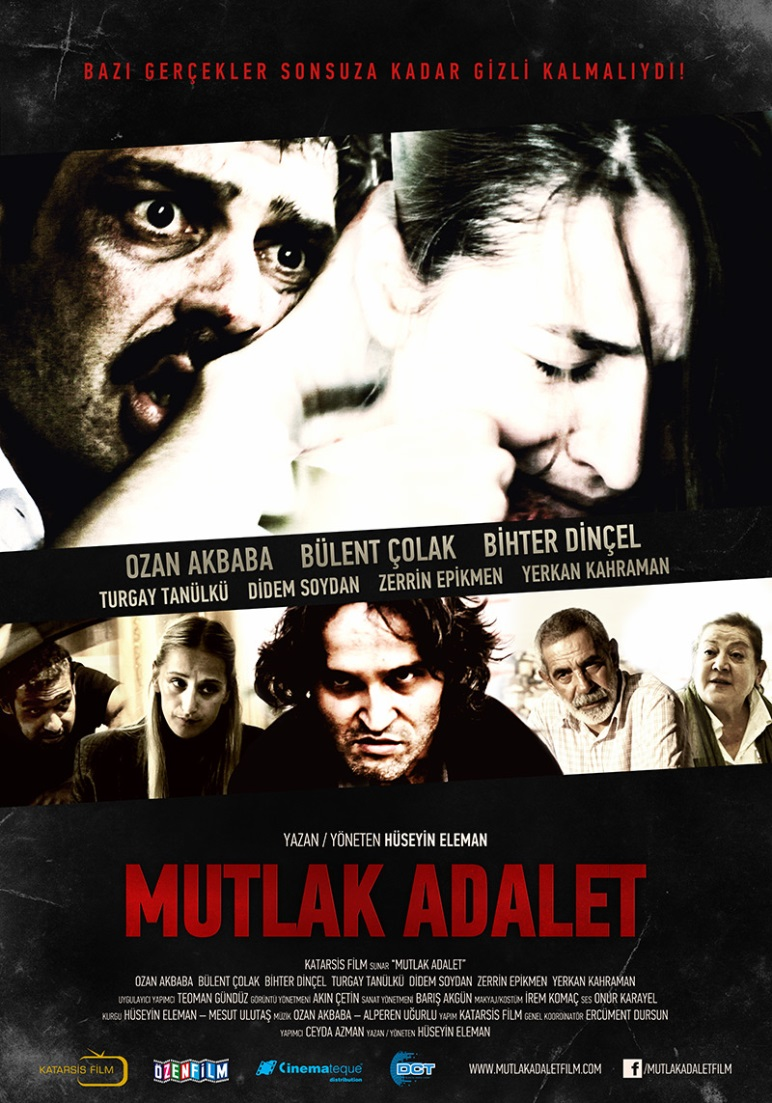 BAZI GERÇEKLER SONSUZA KADAR GİZLİ KALMALIYDI!
OZAN AKBABA BÜLENT ÇOLAK BİHTER DİNÇEL
TURGAY TANÜLKÜ DİDEM SOYDAN ZERRİN EPİKMEN YERKAN KAHRAMAN
YAZAN / YÖNETEN HÜSEYİN ELEMAN
MUTLAK ADALET
KATARSİS FİLM SUNAR "MUTLAK ADALET"
OZAN AKBABA BÜLENT ÇOLAK BİHTER DİNÇEL TURGAY TANÜLKÜ DİDEM SOYDAN ZERRİN EPİKMEN YERKAN KAHRAMAN
UYGULAYICI YAPIMCI TEOMAN GÜNDÜZ GÖRÜNTÜ YÖNETMENİ AKIN ÇETİN SANAT YÖNETMENİ BARIŞ AKGÜN MAKYAJ/KOSTÜM İREM KOMAÇ SES ONUR KARAYEL
KURGU HÜSEYİN ELEMAN – MESUT ULUTAŞ MÜZİK OZAN AKBABA – ALPEREN UĞURLU YAPIM KATARSİS FİLM GENEL KOORDİNATÖR ERCÜMENT DURSUN
YAPIMCI CEYDA AZMAN YAZAN / YÖNETEN HÜSEYİN ELEMAN
KATARSİS FİLM ÖZENFİLM Cinemateque distribution DCT WWW.MUTLAKADALETFILM.COM f /MUTLAKADALETFILM